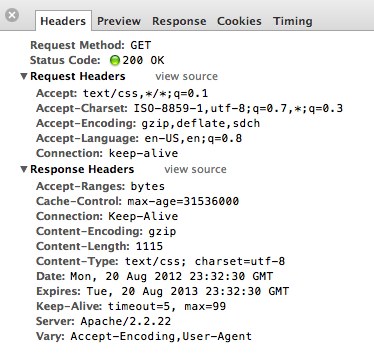 Headers Preview Response Cookies Timing
Request Method: GET
Status Code: 200 OK
Request Headers view source
Accept: text/css,*/*;q=0.1
Accept-Charset: ISO-8859-1,utf-8;q=0.7,*;q=0.3
Accept-Encoding: gzip,deflate,sdch
Accept-Language: en-US,en;q=0.8
Connection: keep-alive
Response Headers view source
Accept-Ranges: bytes
Cache-Control: max-age=31536000
Connection: Keep-Alive
Content-Encoding: gzip
Content-Length: 1115
Content-Type: text/css; charset=utf-8
Date: Mon, 20 Aug 2012 23:32:30 GMT
Expires: Tue, 20 Aug 2013 23:32:30 GMT
Keep-Alive: timeout=5, max=99
Server: Apache/2.2.22
Vary: Accept-Encoding,User-Agent